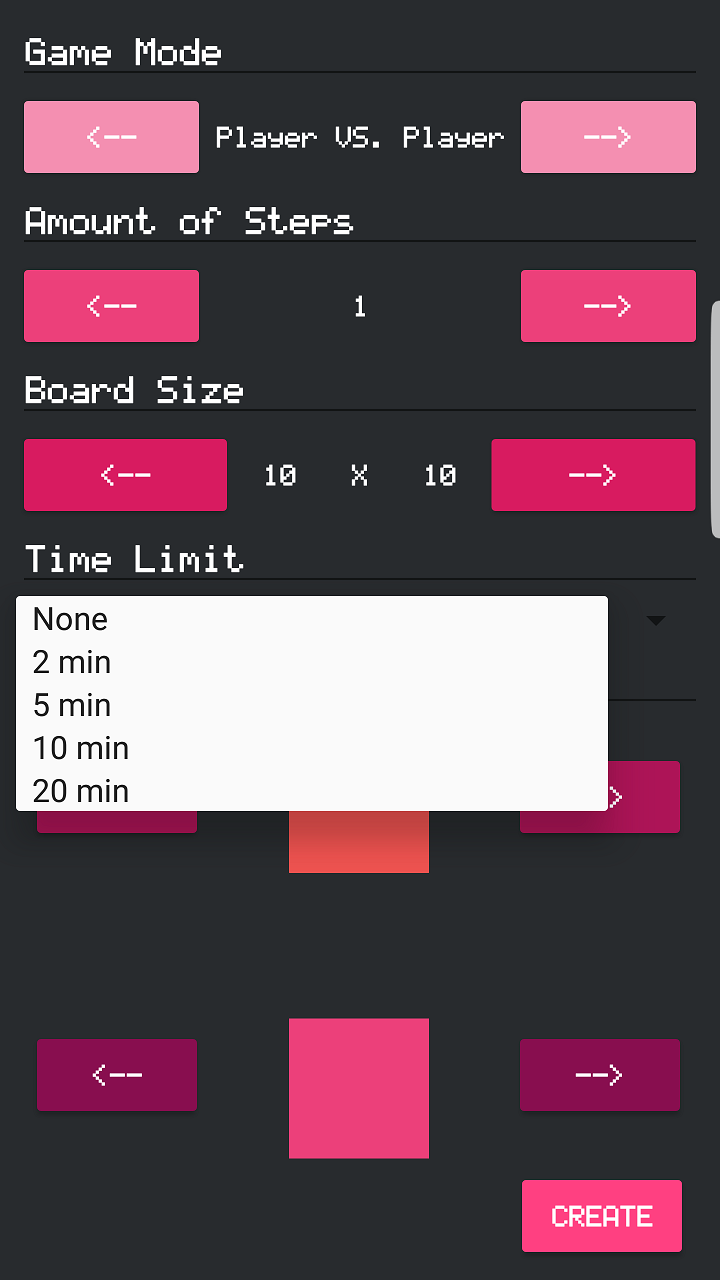 Game Mode
<-- Player VS. Player -->
Amount of Steps
<-- 1 -->
Board Size
<-- 10 X 10 -->
Time Limit
None
2 min
5 min
10 min
20 min
>
<-- -->
CREATE